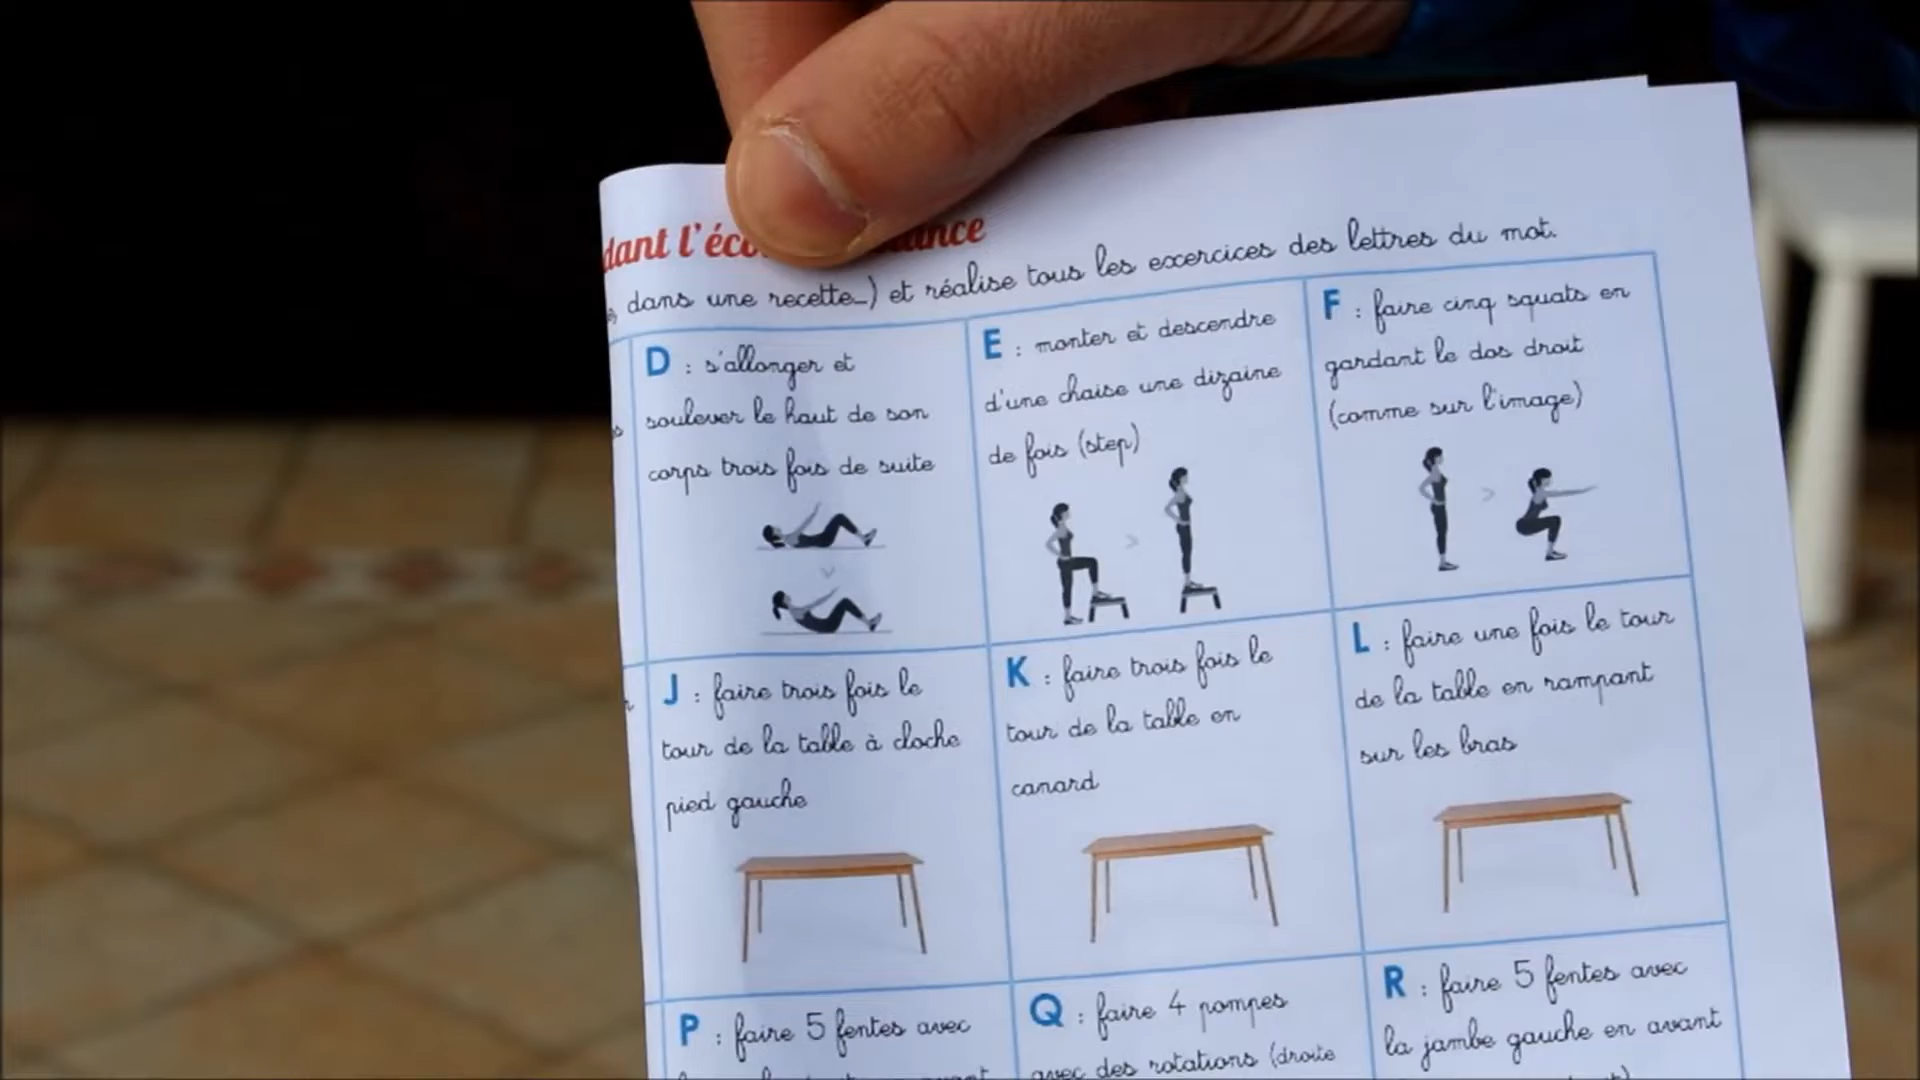 dant l'éco
dans une recette...) et réalise tous les exercices des lettres du mot.
D : s'allonger et
soulever le haut de son
corps trois fois de suite
E : monter et descendre
d'une chaise une dizaine
de fois (step)
F : faire cinq squats en
gardant le dos droit
(comme sur l'image)
J : faire trois fois le
tour de la table à cloche
pied gauche
K : faire trois fois le
tour de la table en
canard
L : faire une fois le tour
de la table en rampant
sur les bras
P : faire 5 fentes avec
Q : faire 4 pompes
avec des rotations (droite
R : faire 5 fentes avec
la jambe gauche en avant